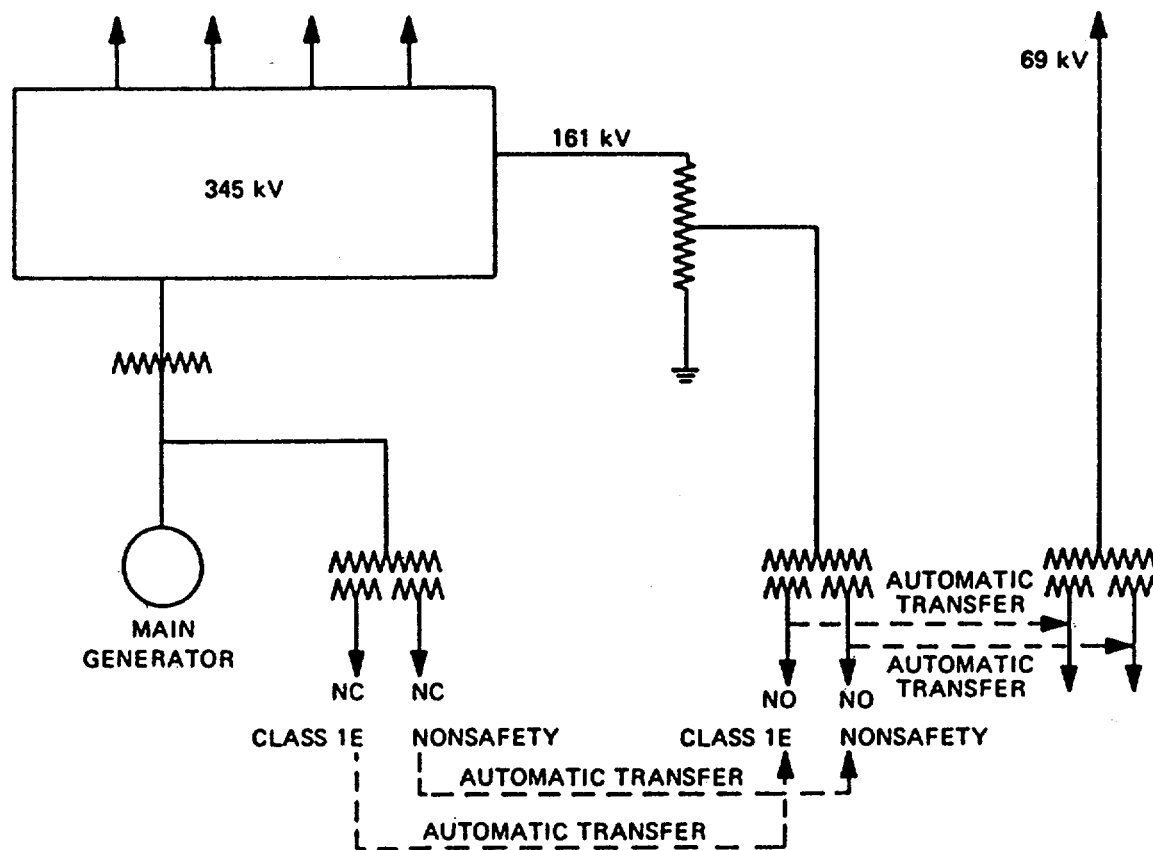 69 kV
161 kV
345 kV
AUTOMATIC
TRANSFER
MAIN
GENERATOR
AUTOMATIC
TRANSFER
NC
NC
NO
NO
CLASS 1E
NONSAFETY
CLASS 1E
NONSAFETY
AUTOMATIC TRANSFER
AUTOMATIC TRANSFER